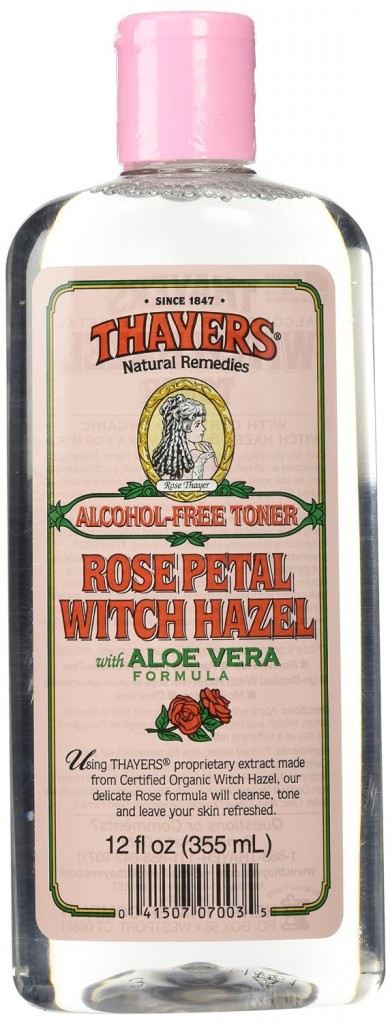 • SINCE 1847 •
THAYERS®
Natural Remedies
Rose Thayer
ALCOHOL-FREE TONER
ROSE PETAL
WITCH HAZEL
with ALOE VERA
FORMULA
Using THAYERS® proprietary extract made
from Certified Organic Witch Hazel, our
delicate Rose formula will cleanse, tone
and leave your skin refreshed.
12 fl oz (355 mL)
0 41507 07003 5